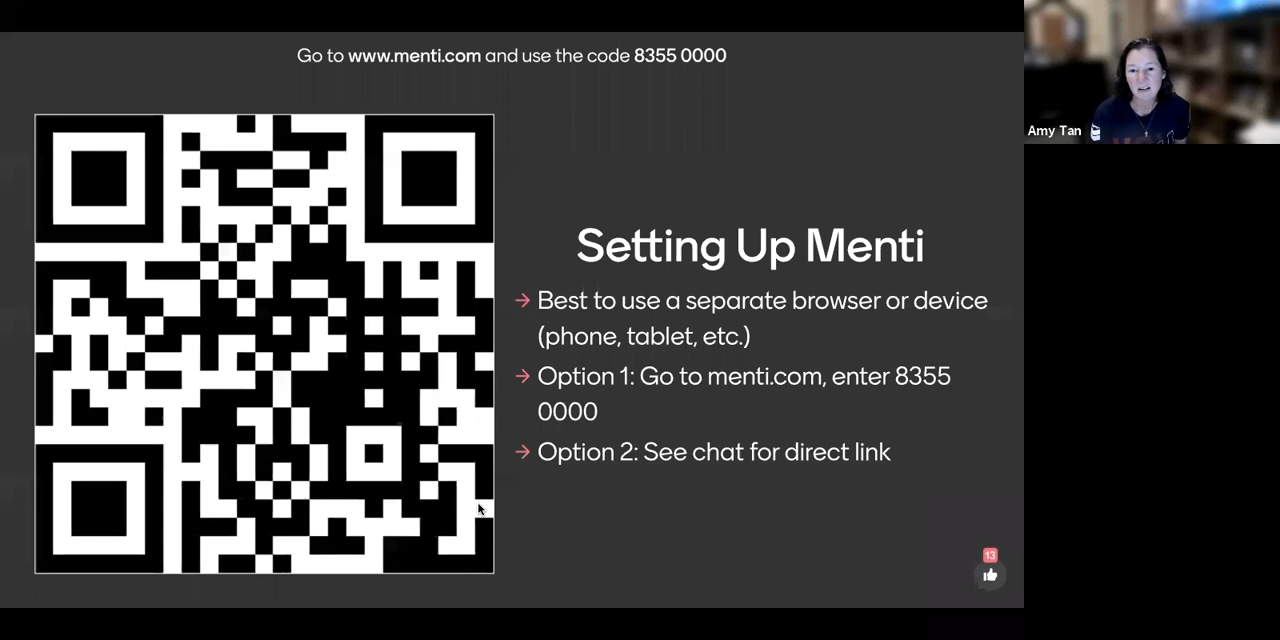 Go to www.menti.com and use the code 8355 0000
Amy Tan
Setting Up Menti
→ Best to use a separate browser or device
(phone, tablet, etc.)
→ Option 1: Go to menti.com, enter 8355
0000
→ Option 2: See chat for direct link
13